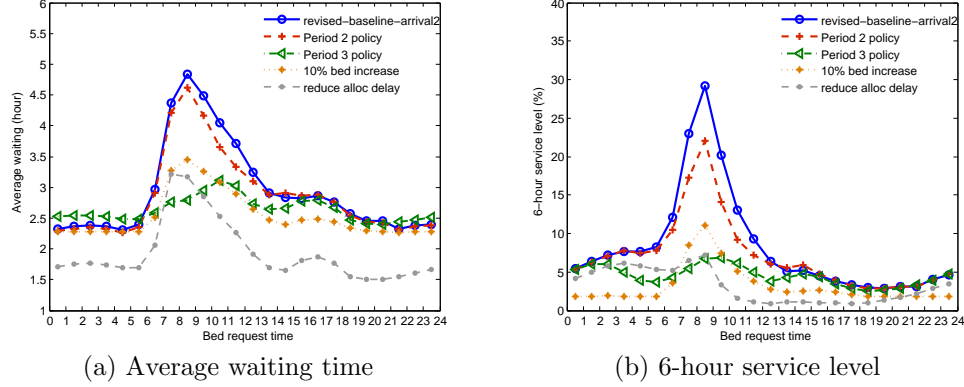 6
5.5
5
4.5
4
3.5
3
2.5
2
1.5
1
Average waiting (hour)
0 1 2 3 4 5 6 7 8 9 10 11 12 13 14 15 16 17 18 19 20 21 22 23 24
Bed request time
revised-baseline-arrival2
Period 2 policy
Period 3 policy
10% bed increase
reduce alloc delay
(a) Average waiting time
40
35
30
25
20
15
10
5
0
6-hour service level (%)
0 1 2 3 4 5 6 7 8 9 10 11 12 13 14 15 16 17 18 19 20 21 22 23 24
Bed request time
revised-baseline-arrival2
Period 2 policy
Period 3 policy
10% bed increase
reduce alloc delay
(b) 6-hour service level